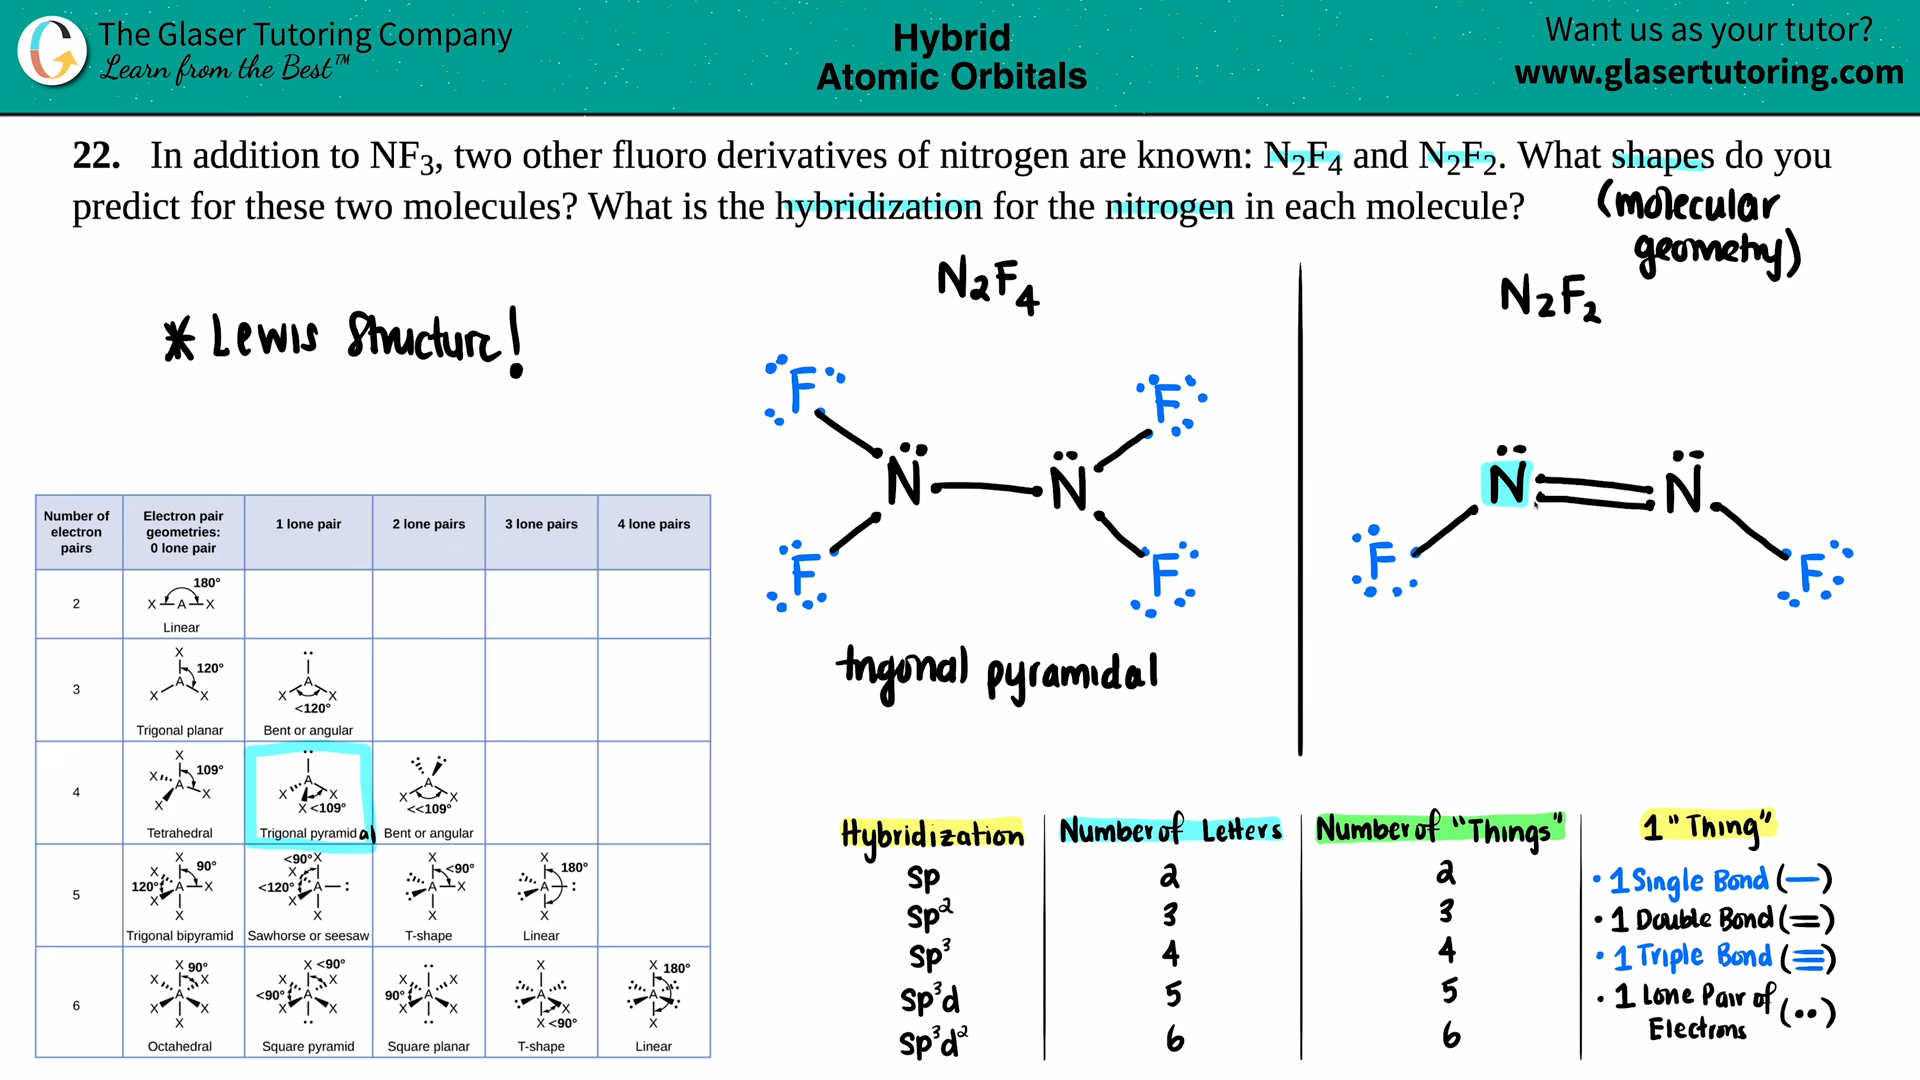 The Glaser Tutoring Company
Learn from the Best™
Hybrid
Atomic Orbitals
Want us as your tutor?
www.glasertutoring.com
22. In addition to NF₃, two other fluoro derivatives of nitrogen are known: N₂F₄ and N₂F₂. What shapes do you
predict for these two molecules? What is the hybridization for the nitrogen in each molecule?
(molecular
geometry)
* Lewis Structure!
N₂F₄
N₂F₂
F F
N N
F F
N N
F F
trigonal pyramidal
Number of electron pairs | Electron pair geometries: 0 lone pair | 1 lone pair | 2 lone pairs | 3 lone pairs | 4 lone pairs
2
180°
X A X
Linear
3
X 120° A X X
A X X <120°
Trigonal planar Bent or angular
4
X X 109° A X X
A X X X <109°
A X X <<109°
Tetrahedral Trigonal pyramidal Bent or angular
5
X 90° X 120° A X X X
<90° X X <120° A X X
X <90° A X X
X 180° A X
Trigonal bipyramid Sawhorse or seesaw T-shape Linear
6
X 90° X X A X X X
X <90° X X <90° A X X
X X 90° A X X
X A X X <90°
X 180° A X
Octahedral Square pyramid Square planar T-shape Linear
Hybridization Number of Letters Number of "Things" 1 "Thing"
Sp 2 2 • 1 Single Bond (—)
Sp² 3 3 • 1 Double Bond (=)
Sp³ 4 4 • 1 Triple Bond (≡)
Sp³d 5 5 • 1 Lone Pair of Electrons (••)
Sp³d² 6 6